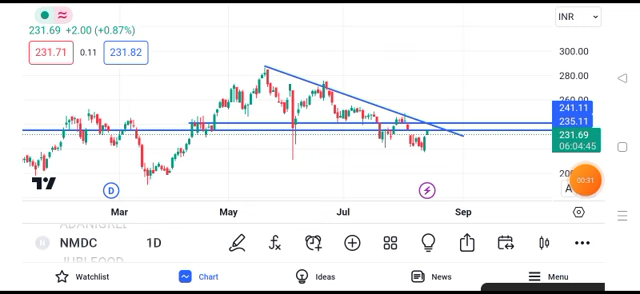 INR
231.69 +2.00 (+0.87%)
231.71 0.11 231.82
300.00
280.00
260.00
241.11
235.11
231.69
06:04:45
00:31
D
Mar May Jul Sep
NMDC 1D
Watchlist Chart Ideas News Menu